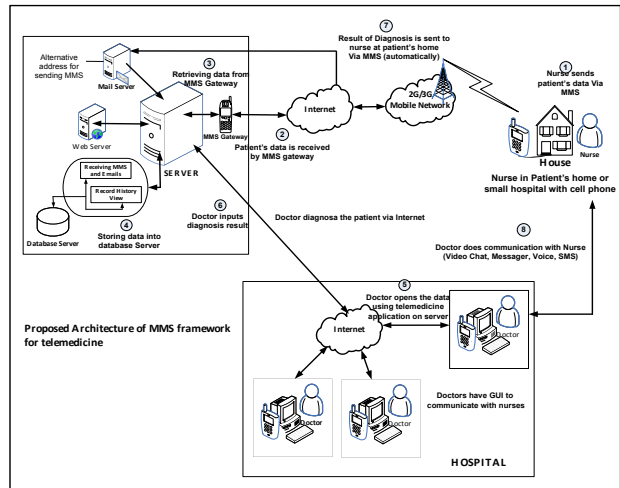 7
Result of Diagnosis is sent to
nurse at patient's home
Via MMS (automatically)
Alternative
address for
sending MMS
Mail Server
3
Retrieving data from
MMS Gateway
1
Nurse sends
patient's data Via
MMS
2G/3G
Mobile Network
Internet
Web Server
MMS Gateway
2
Patient's data is received
by MMS gateway
SERVER
House
Nurse
Nurse in Patient's home or
small hospital with cell phone
Receiving MMS
and Emails
Record History
View
Database Server
4
Storing data into
database Server
6
Doctor inputs
diagnosis result
Doctor diagnosa the patient via Internet
8
Doctor does communication with Nurse
(Video Chat, Messager, Voice, SMS)
5
Doctor opens the data
using telemedicine
application on server
Internet
Doctor
Proposed Architecture of MMS framework
for telemedicine
Doctor
Doctor
Doctors have GUI to
communicate with nurses
HOSPITAL